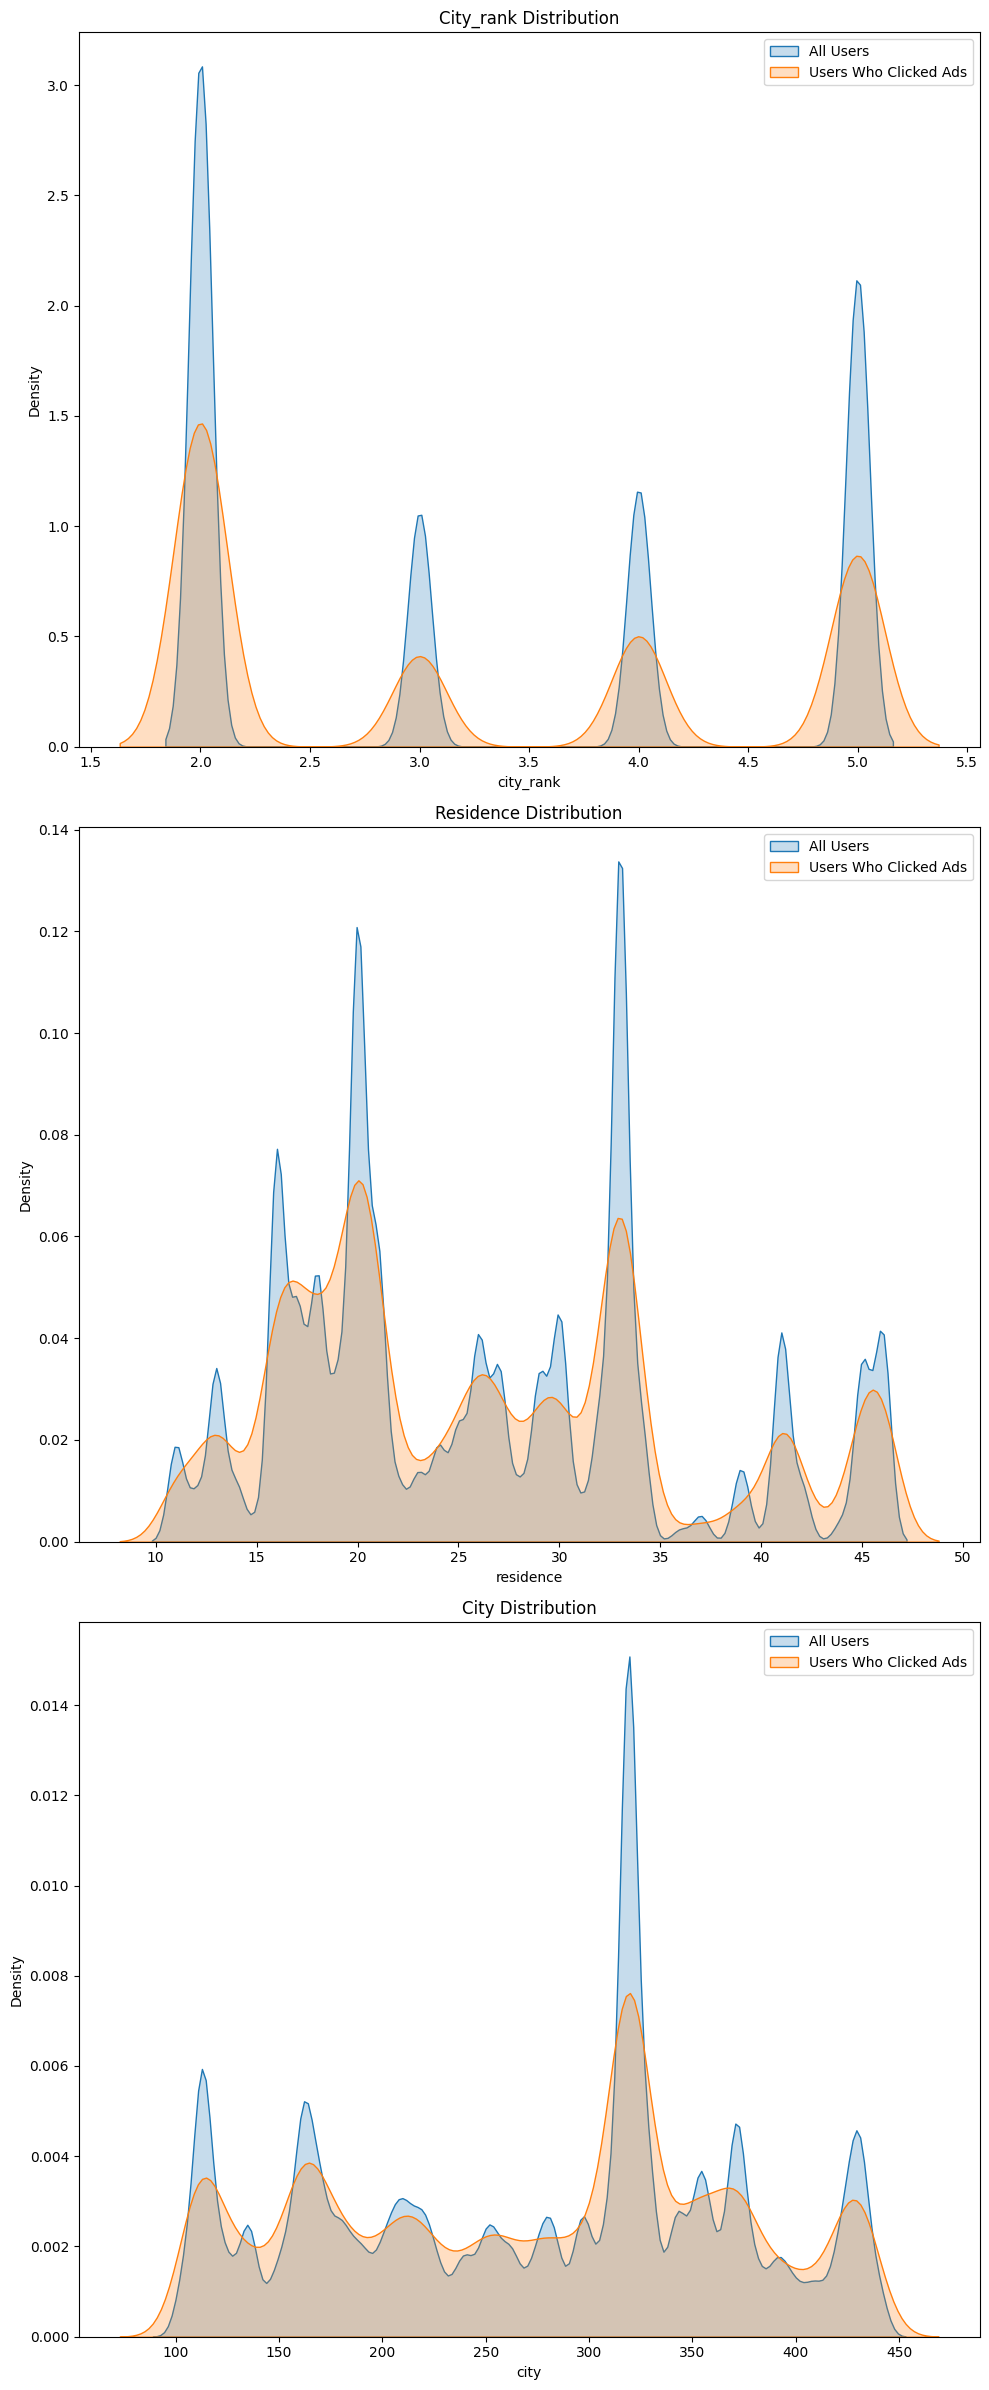 City_rank Distribution
All Users
Users Who Clicked Ads
3.0
2.5
2.0
1.5
1.0
0.5
0.0
Density
1.5 2.0 2.5 3.0 3.5 4.0 4.5 5.0 5.5
city_rank
Residence Distribution
All Users
Users Who Clicked Ads
0.14
0.12
0.10
0.08
0.06
0.04
0.02
0.00
Density
10 15 20 25 30 35 40 45 50
residence
City Distribution
All Users
Users Who Clicked Ads
0.014
0.012
0.010
0.008
0.006
0.004
0.002
0.000
Density
100 150 200 250 300 350 400 450
city